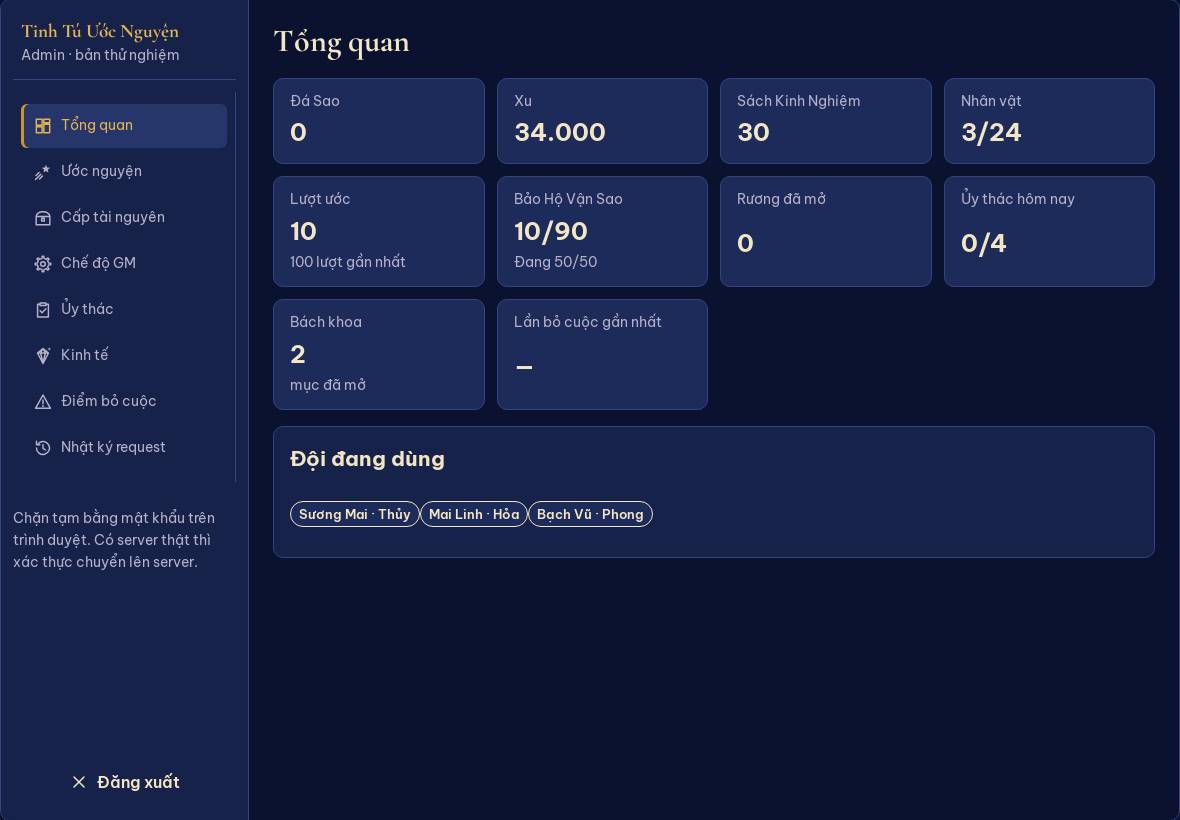 Tinh Tú Ước Nguyện
Admin · bản thử nghiệm
Tổng quan
Ước nguyện
Cấp tài nguyên
Chế độ GM
Ủy thác
Kinh tế
Điểm bỏ cuộc
Nhật ký request
Chặn tạm bằng mật khẩu trên
trình duyệt. Có server thật thì
xác thực chuyển lên server.
Đăng xuất
Tổng quan
Đá Sao
0
Xu
34.000
Sách Kinh Nghiệm
30
Nhân vật
3/24
Lượt ước
10
100 lượt gần nhất
Bảo Hộ Vận Sao
10/90
Đang 50/50
Rương đã mở
0
Ủy thác hôm nay
0/4
Bách khoa
2
mục đã mở
Lần bỏ cuộc gần nhất
—
Đội đang dùng
Sương Mai · Thủy
Mai Linh · Hỏa
Bạch Vũ · Phong